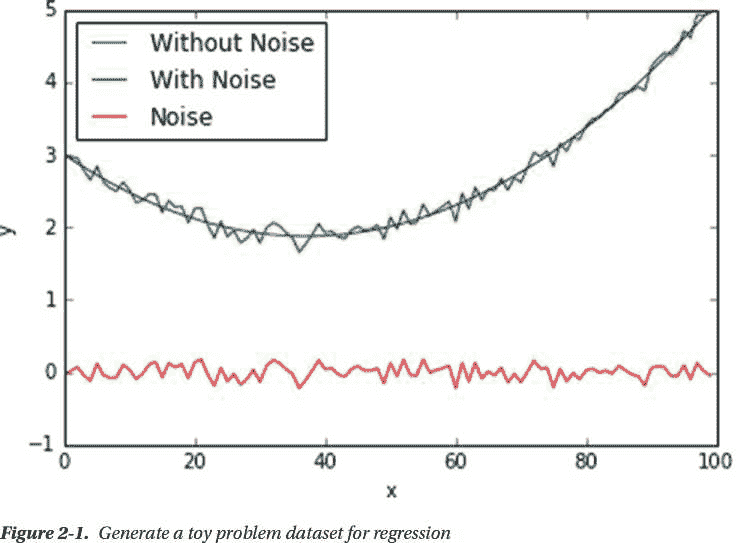 5
4
3
2
1
0
−1
y
Without Noise
With Noise
Noise
0 20 40 60 80 100
x
Figure 2-1. Generate a toy problem dataset for regression